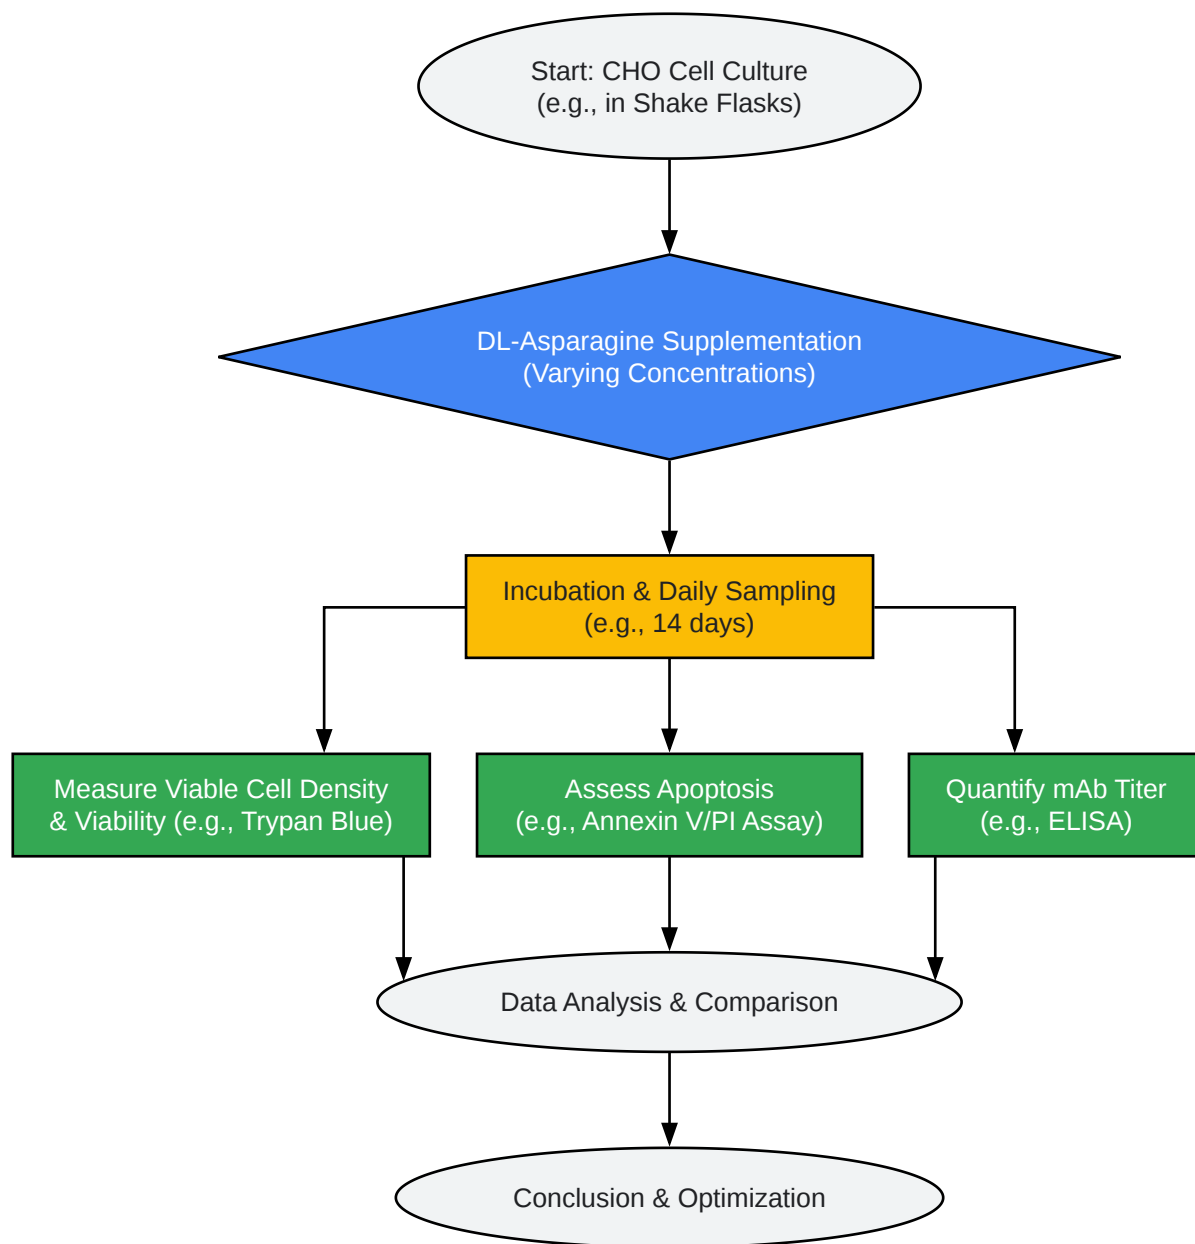 Start: CHO Cell Culture
(e.g., in Shake Flasks)
DL-Asparagine Supplementation
(Varying Concentrations)
Incubation & Daily Sampling
(e.g., 14 days)
Measure Viable Cell Density
& Viability (e.g., Trypan Blue)
Assess Apoptosis
(e.g., Annexin V/PI Assay)
Quantify mAb Titer
(e.g., ELISA)
Data Analysis & Comparison
Conclusion & Optimization